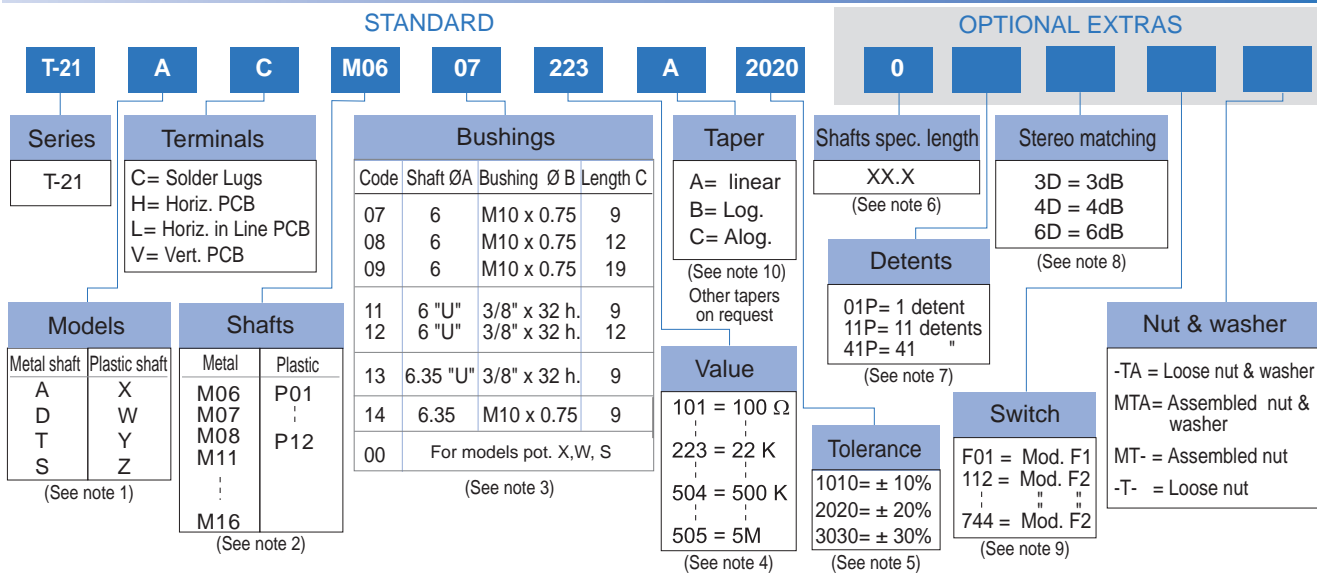 STANDARD
OPTIONAL EXTRAS
T-21 A C M06 07 223 A 2020 0
Series
T-21
Terminals
C= Solder Lugs
H= Horiz. PCB
L= Horiz. in Line PCB
V= Vert. PCB
Bushings
Code Shaft ØA Bushing Ø B Length C
07 6 M10 x 0.75 9
08 6 M10 x 0.75 12
09 6 M10 x 0.75 19
11 6 "U" 3/8" x 32 h. 9
12 6 "U" 3/8" x 32 h. 12
13 6.35 "U" 3/8" x 32 h. 9
14 6.35 M10 x 0.75 9
00 For models pot. X,W, S
(See note 3)
Taper
A= linear
B= Log.
C= Alog.
(See note 10)
Other tapers
on request
Shafts spec. length
XX.X
(See note 6)
Stereo matching
3D = 3dB
4D = 4dB
6D = 6dB
(See note 8)
Detents
01P= 1 detent
11P= 11 detents
41P= 41 "
(See note 7)
Models
Metal shaft Plastic shaft
A X
D W
T Y
S Z
(See note 1)
Shafts
Metal Plastic
M06 P01
M07
M08 P12
M11
M16
(See note 2)
Value
101 = 100 Ω
223 = 22 K
504 = 500 K
505 = 5M
(See note 4)
Tolerance
1010= ± 10%
2020= ± 20%
3030= ± 30%
(See note 5)
Switch
F01 = Mod. F1
112 = Mod. F2
" "
744 = Mod. F2
(See note 9)
Nut & washer
-TA = Loose nut & washer
MTA= Assembled nut &
washer
MT- = Assembled nut
-T- = Loose nut